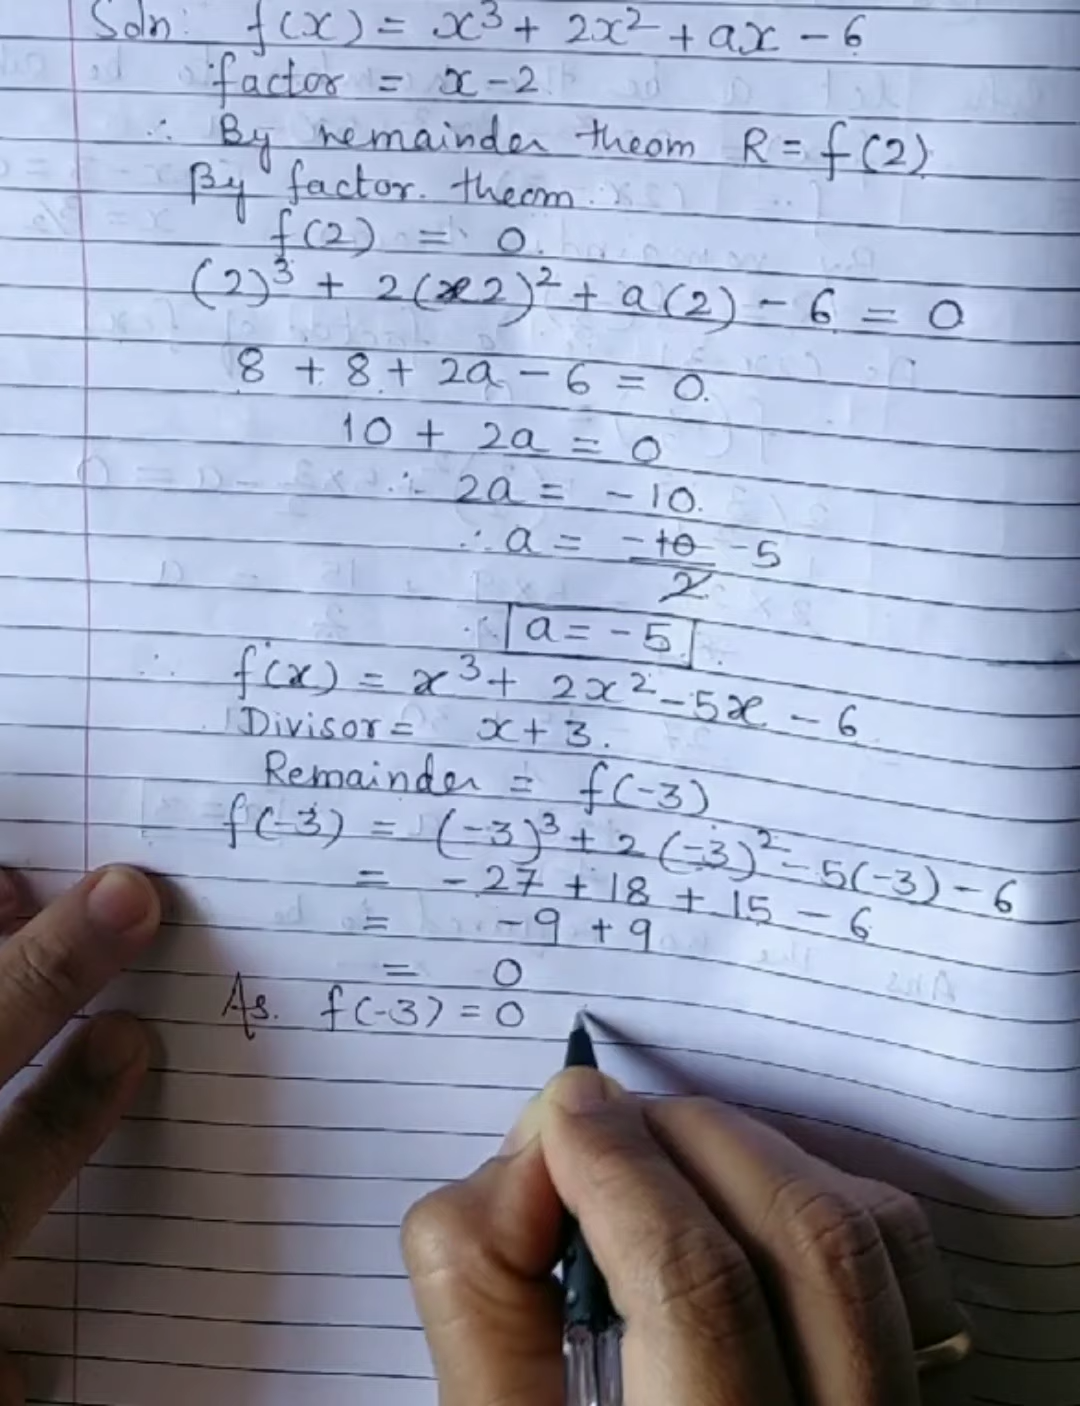 Soln: f(x) = x³ + 2x² + ax - 6
factor = x-2
∴ By remainder theom R = f(2)
By factor. theom.
f(2) = 0.
(2)³ + 2(2)² + a(2) - 6 = 0
8 + 8 + 2a - 6 = 0.
10 + 2a = 0
∴ 2a = -10.
∴ a = -10/2 -5
∴ a = -5.
∴ f(x) = x³ + 2x² - 5x - 6
Divisor = x+3.
Remainder = f(-3)
f(-3) = (-3)³ + 2(-3)² - 5(-3) - 6
= -27 + 18 + 15 - 6
= -9 + 9
= 0
As. f(-3) = 0